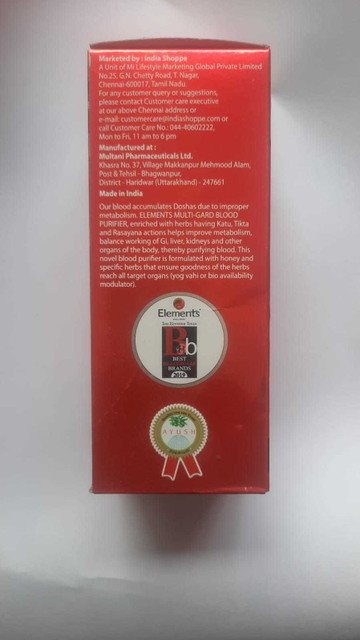 Marketed by : India Shoppe
A Unit of Mi Lifestyle Marketing Global Private Limited
No.25, G.N. Chetty Road, T. Nagar,
Chennai-600017, Tamil Nadu.
For any customer query or suggestions,
please contact Customer care executive
at our above Chennai address or
e-mail: customercare@indiashoppe.com or
call Customer Care No.: 044-40602222,
Mon to Fri, 11 am to 6 pm
Manufactured at :
Multani Pharmaceuticals Ltd.
Khasra No. 37, Village Makkanpur Mehmood Alam,
Post & Tehsil - Bhagwanpur,
District - Haridwar (Uttarakhand) - 247661
Made in India
Our blood accumulates Doshas due to improper
metabolism. ELEMENTS MULTI-GARD BLOOD
PURIFIER, enriched with herbs having Katu, Tikta
and Rasayana actions helps improve metabolism,
balance working of GI, liver, kidneys and other
organs of the body, thereby purifying blood. This
novel blood purifier is formulated with honey and
specific herbs that ensure goodness of the herbs
reach all target organs (yog vahi or bio availability
modulator).
Elements
THE ECONOMIC TIMES
BEST
BRANDS
2019
AYUSH
PREMIUM